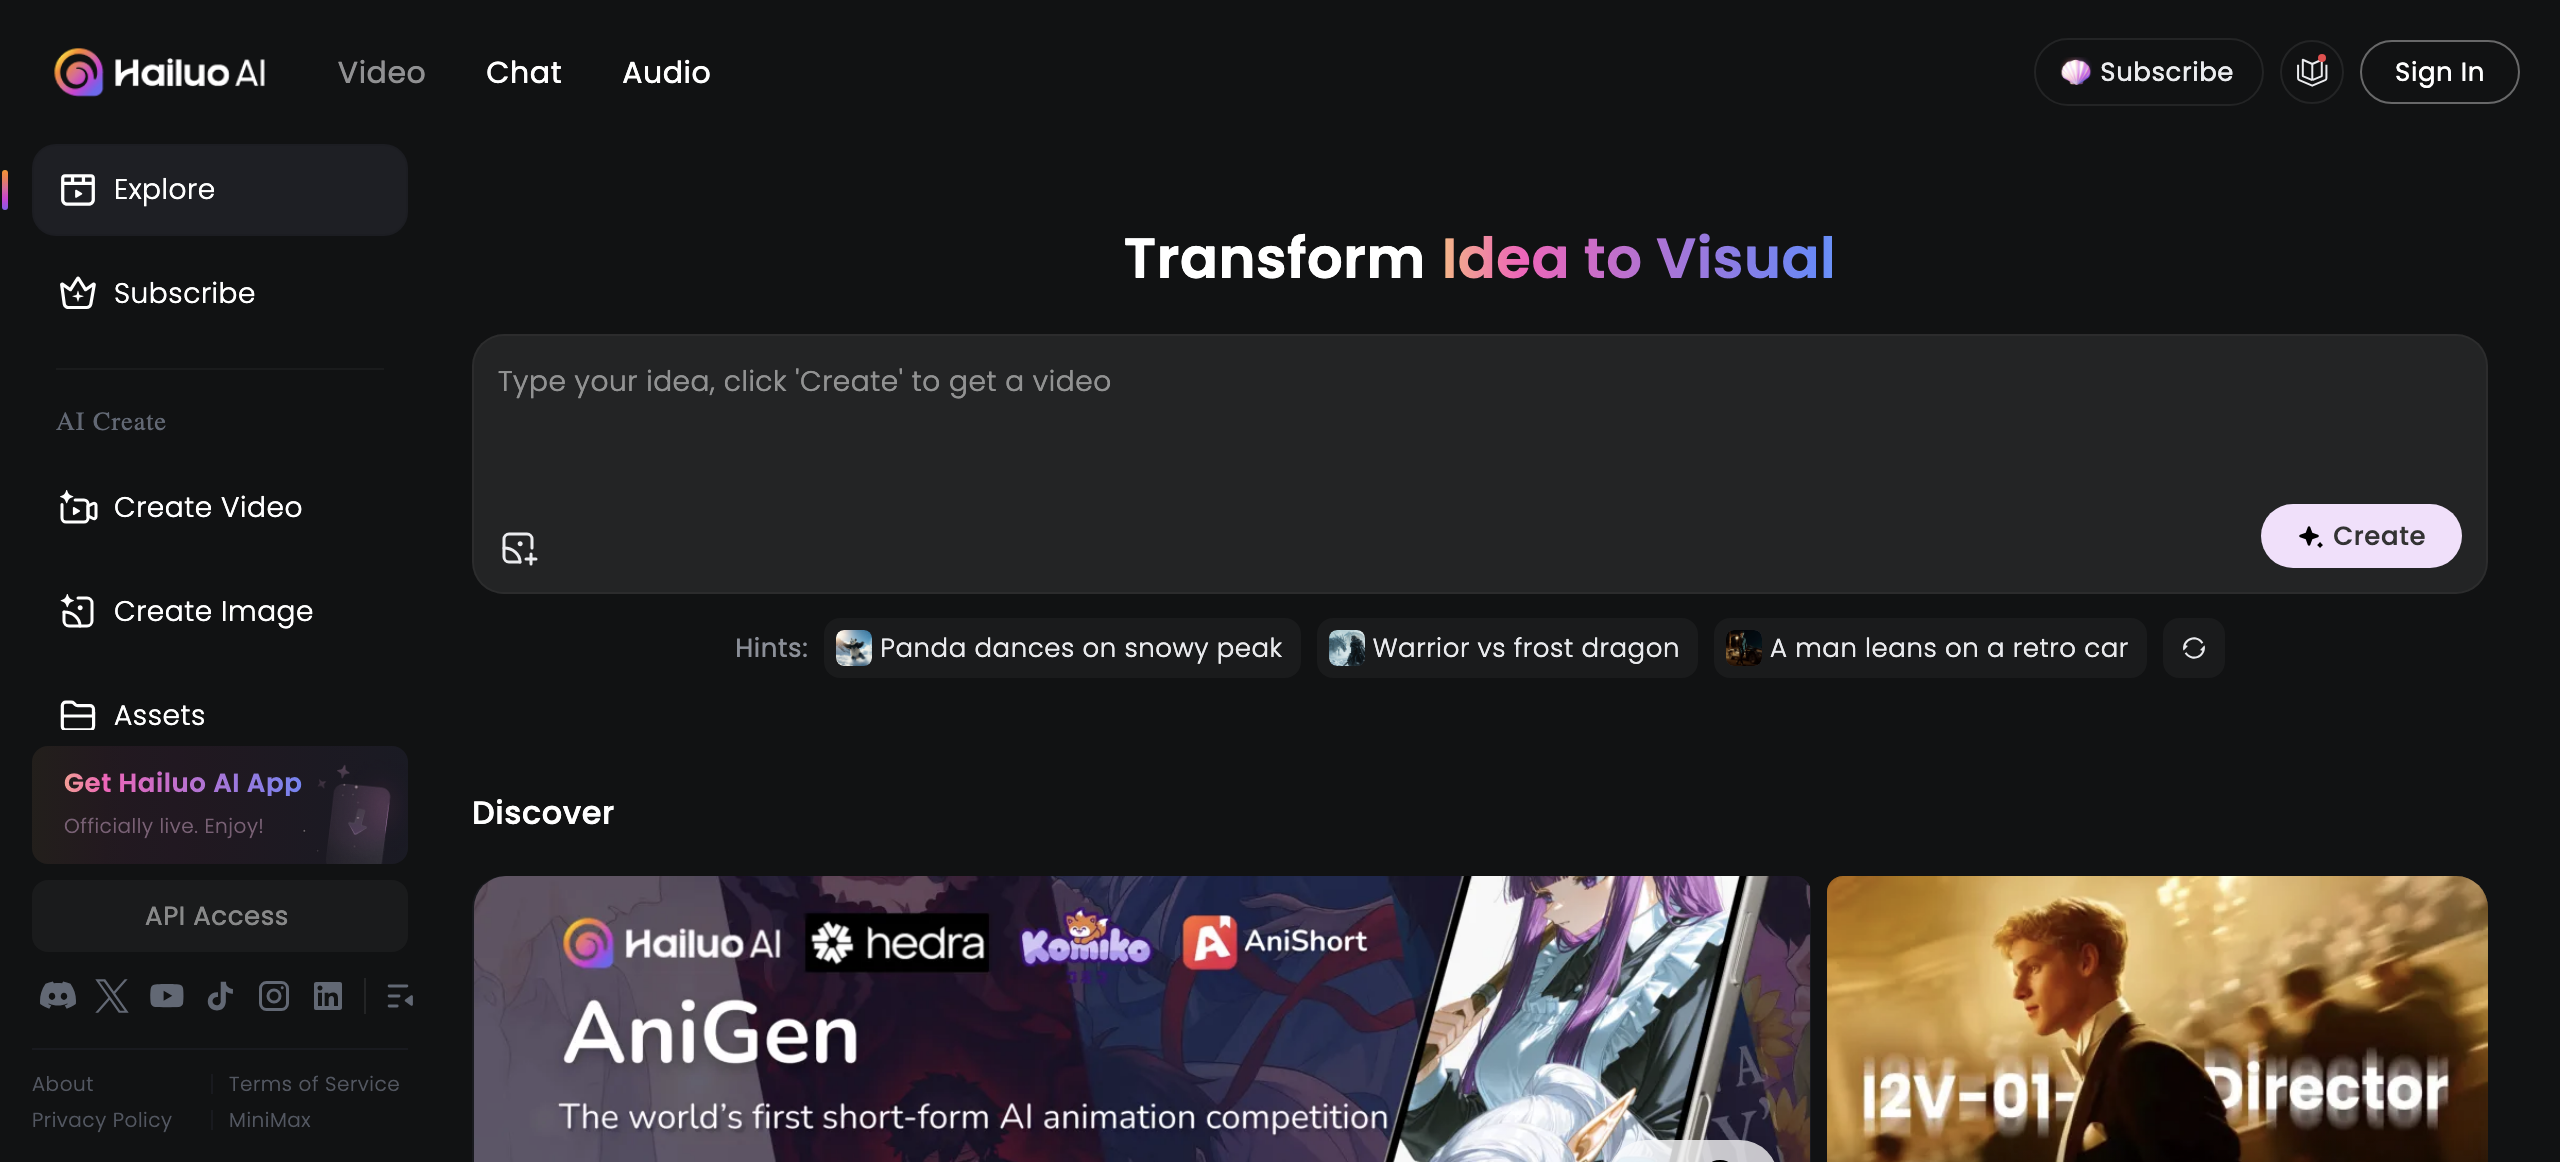 Hailuo AI
Video
Chat
Audio
Subscribe
Sign In
Explore
Subscribe
AI Create
Create Video
Create Image
Assets
Get Hailuo AI App
Officially live. Enjoy!
API Access
About
Terms of Service
Privacy Policy
MiniMax
Transform Idea to Visual
Type your idea, click 'Create' to get a video
Create
Hints:
Panda dances on snowy peak
Warrior vs frost dragon
A man leans on a retro car
Discover
Hailuo AI
hedra
Komiko
AniShort
AniGen
The world's first short-form AI animation competition
I2V-01-Director